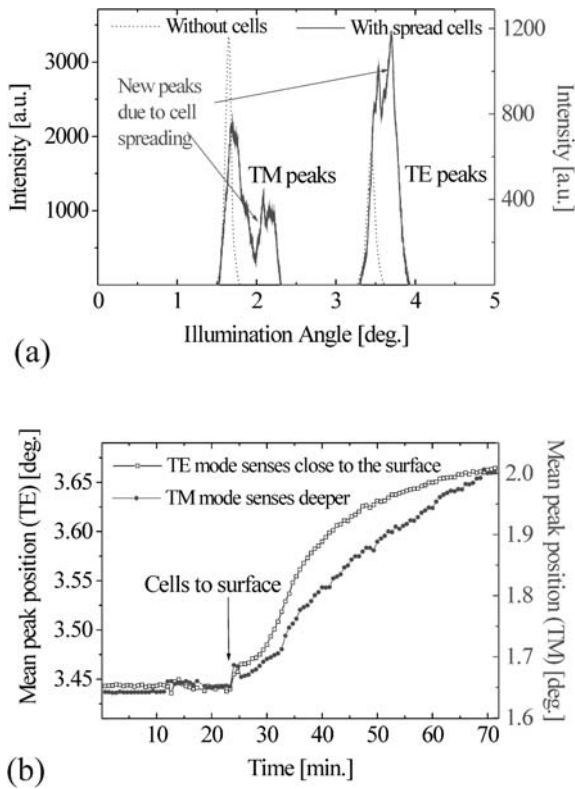 Without cells
With spread cells
New peaks
due to cell
spreading
TM peaks
TE peaks
Intensity [a.u.]
3000
2000
1000
1200
800
400
Intensity
[a.u.]
0 1 2 3 4 5
Illumination Angle [deg.]
(a)
TE mode senses close to the surface
TM mode senses deeper
Cells to surface
Mean peak position (TE) [deg.]
3.65
3.60
3.55
3.50
3.45
2.0
1.9
1.8
1.7
1.6
Mean peak position (TM)
[deg.]
10 20 30 40 50 60 70
Time [min.]
(b)